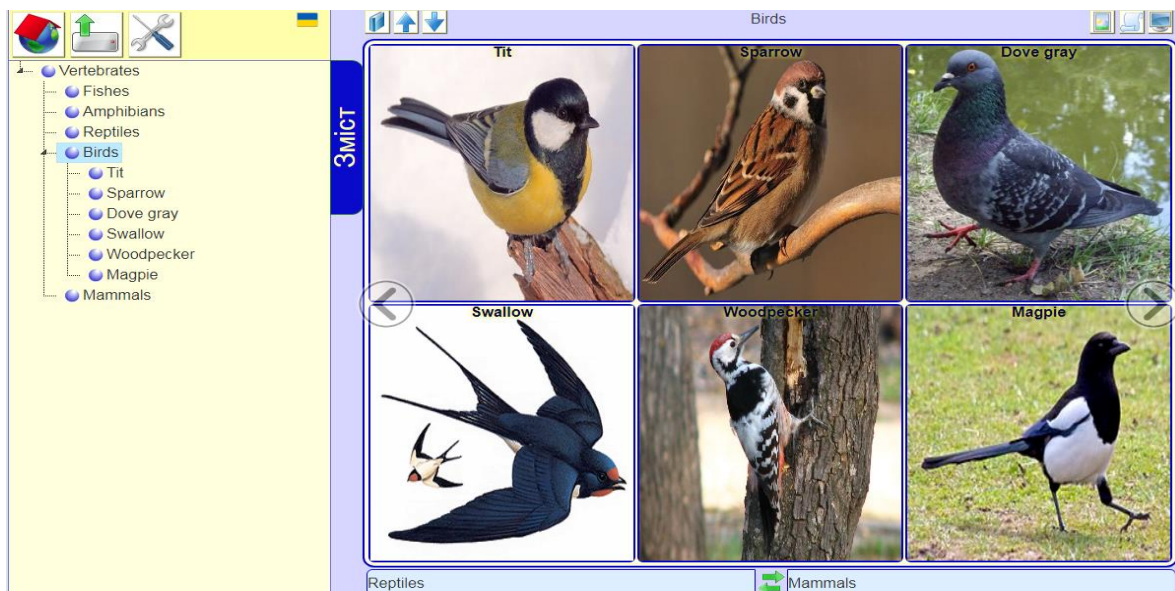 Vertebrates
Fishes
Amphibians
Reptiles
Birds
Tit
Sparrow
Dove gray
Swallow
Woodpecker
Magpie
Mammals
Зміст
Birds
Tit
Sparrow
Dove gray
Swallow
Woodpecker
Magpie
Reptiles
Mammals